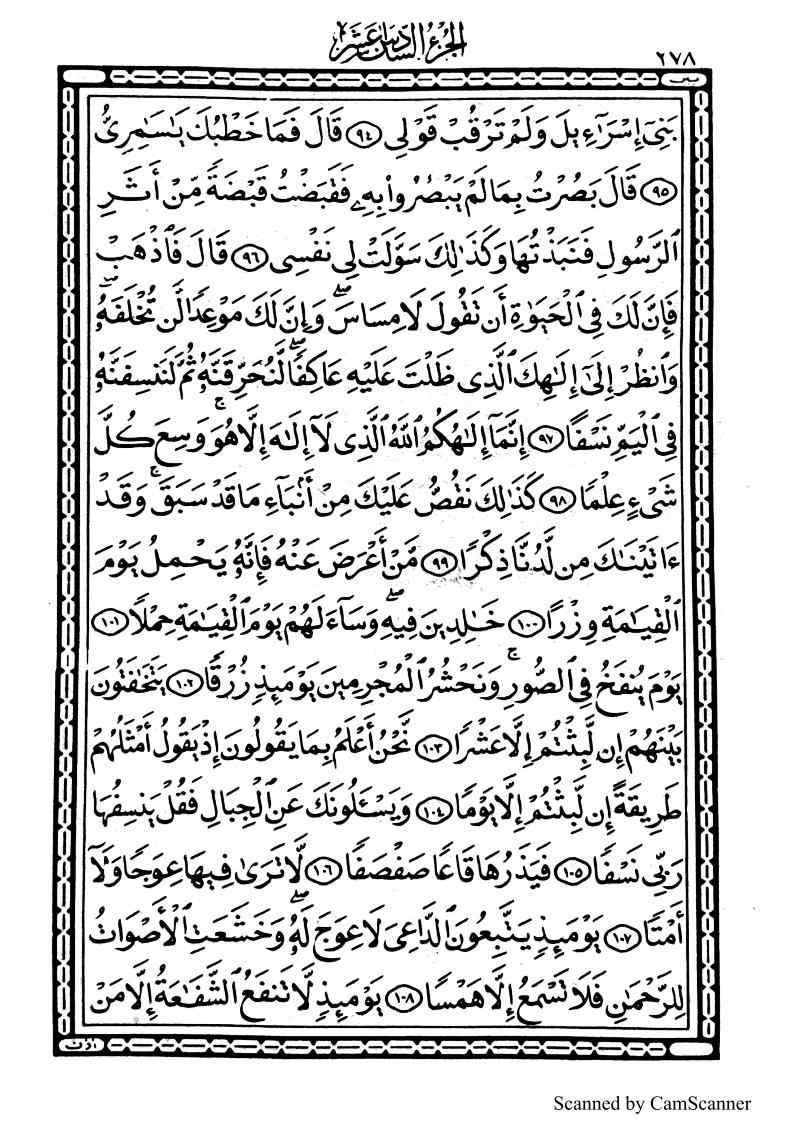 الجزء السادس عشر
٢٧٨
بَنِىٓ إِسْرَٰٓءِيلَ وَلَمْ تَرْقُبْ قَوْلِى ٩٤ قَالَ فَمَا خَطْبُكَ يَٰسَٰمِرِىُّ
٩٥ قَالَ بَصُرْتُ بِمَا لَمْ يَبْصُرُوا۟ بِهِۦ فَقَبَضْتُ قَبْضَةً مِّنْ أَثَرِ
ٱلرَّسُولِ فَنَبَذْتُهَا وَكَذَٰلِكَ سَوَّلَتْ لِى نَفْسِى ٩٦ قَالَ فَٱذْهَبْ
فَإِنَّ لَكَ فِى ٱلْحَيَوٰةِ أَن تَقُولَ لَا مِسَاسَ ۖ وَإِنَّ لَكَ مَوْعِدًا لَّن تُخْلَفَهُۥ ۖ
وَٱنظُرْ إِلَىٰٓ إِلَٰهِكَ ٱلَّذِى ظَلْتَ عَلَيْهِ عَاكِفًا ۖ لَّنُحَرِّقَنَّهُۥ ثُمَّ لَنَنسِفَنَّهُۥ
فِى ٱلْيَمِّ نَسْفًا ٩٧ إِنَّمَآ إِلَٰهُكُمُ ٱللَّهُ ٱلَّذِى لَآ إِلَٰهَ إِلَّا هُوَ ۚ وَسِعَ كُلَّ
شَىْءٍ عِلْمًا ٩٨ كَذَٰلِكَ نَقُصُّ عَلَيْكَ مِنْ أَنۢبَآءِ مَا قَدْ سَبَقَ ۚ وَقَدْ
ءَاتَيْنَٰكَ مِن لَّدُنَّا ذِكْرًا ٩٩ مَّنْ أَعْرَضَ عَنْهُ فَإِنَّهُۥ يَحْمِلُ يَوْمَ
ٱلْقِيَٰمَةِ وِزْرًا ١٠٠ خَٰلِدِينَ فِيهِ ۖ وَسَآءَ لَهُمْ يَوْمَ ٱلْقِيَٰمَةِ حِمْلًا ١٠١
يَوْمَ يُنفَخُ فِى ٱلصُّورِ ۚ وَنَحْشُرُ ٱلْمُجْرِمِينَ يَوْمَئِذٍ زُرْقًا ١٠٢ يَتَخَٰفَتُونَ
بَيْنَهُمْ إِن لَّبِثْتُمْ إِلَّا عَشْرًا ١٠٣ نَّحْنُ أَعْلَمُ بِمَا يَقُولُونَ إِذْ يَقُولُ أَمْثَلُهُمْ
طَرِيقَةً إِن لَّبِثْتُمْ إِلَّا يَوْمًا ١٠٤ وَيَسْـَٔلُونَكَ عَنِ ٱلْجِبَالِ فَقُلْ يَنسِفُهَا
رَبِّى نَسْفًا ١٠٥ فَيَذَرُهَا قَاعًا صَفْصَفًا ١٠٦ لَّا تَرَىٰ فِيهَا عِوَجًا وَلَآ
أَمْتًا ١٠٧ يَوْمَئِذٍ يَتَّبِعُونَ ٱلدَّاعِىَ لَا عِوَجَ لَهُۥ ۖ وَخَشَعَتِ ٱلْأَصْوَاتُ
لِلرَّحْمَٰنِ فَلَا تَسْمَعُ إِلَّا هَمْسًا ١٠٨ يَوْمَئِذٍ لَّا تَنفَعُ ٱلشَّفَٰعَةُ إِلَّا مَنْ
Scanned by CamScanner